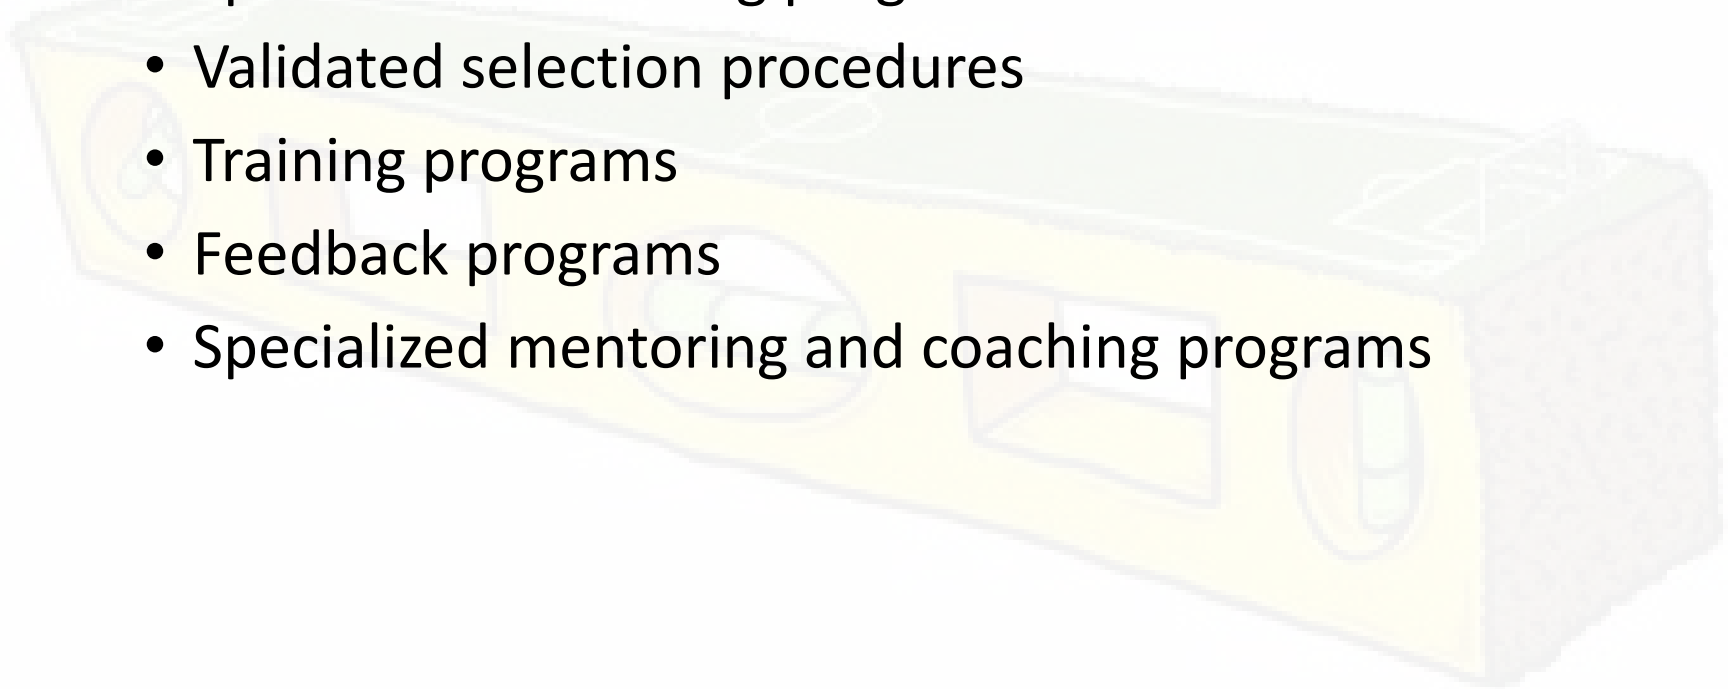 • Validated selection procedures
• Training programs
• Feedback programs
• Specialized mentoring and coaching programs